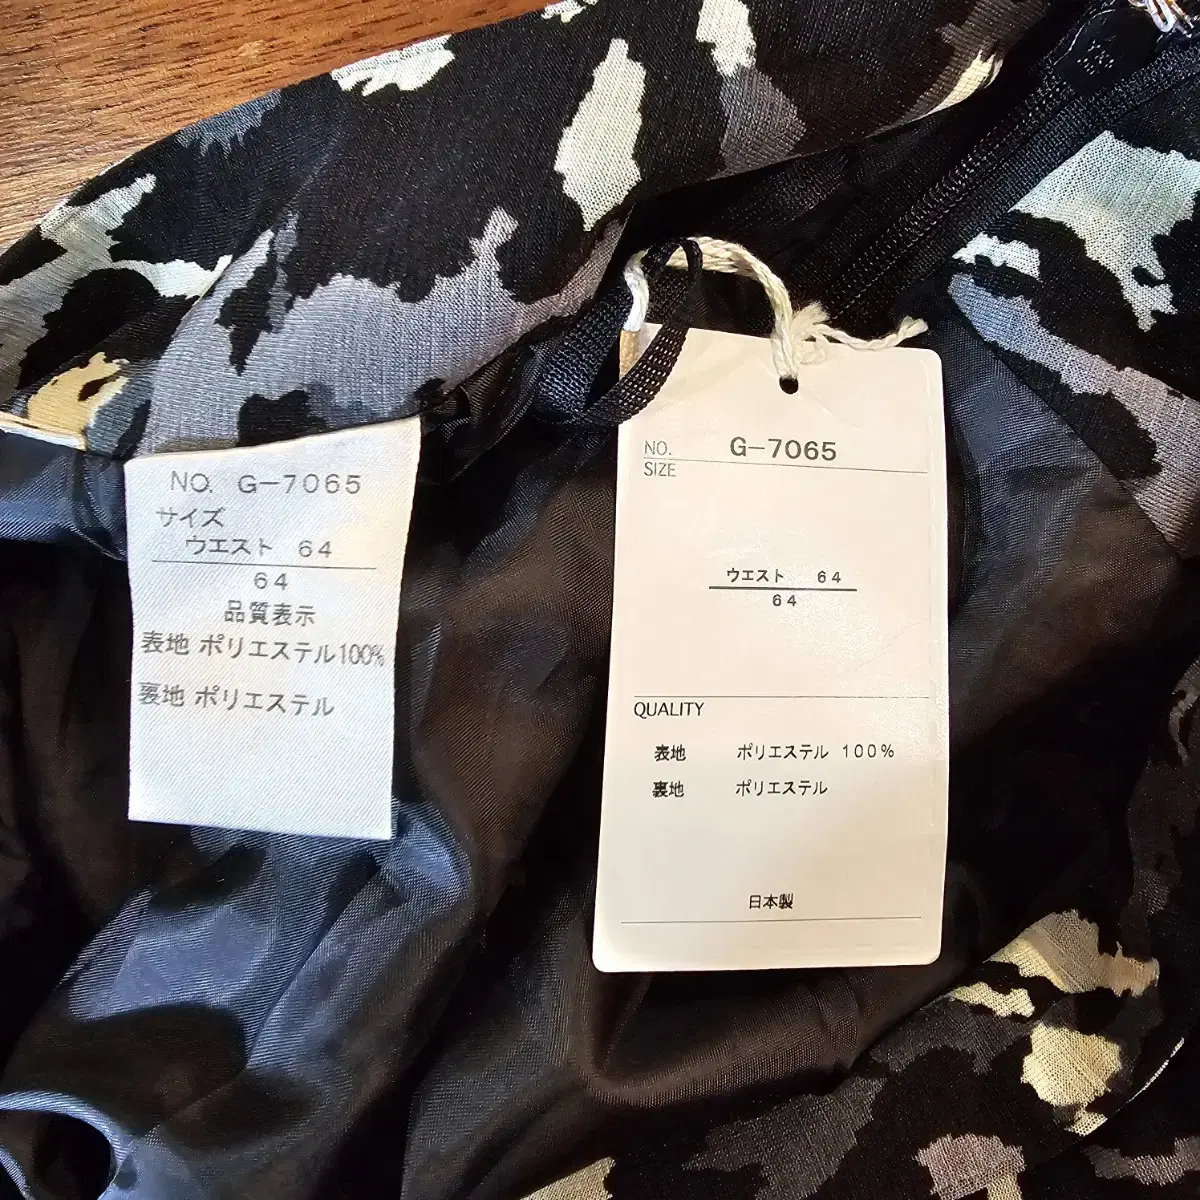 NO. G-7065
サイズ
ウエスト 64
64
品質表示
表地 ポリエステル100%
裏地 ポリエステル
NO. G-7065
SIZE
ウエスト 64
64
QUALITY
表地 ポリエステル 100%
裏地 ポリエステル
日本製